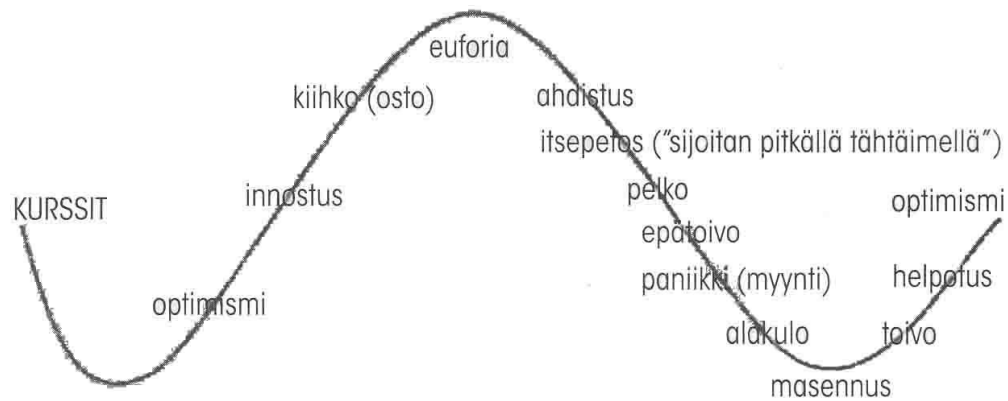 euforia
kiihko (osto)
ahdistus
itsepetos ("sijoitan pitkällä tähtäimellä")
innostus
pelko
optimismi
KURSSIT
epätoivo
paniikki (myynti)
helpotus
optimismi
alakulo
toivo
masennus